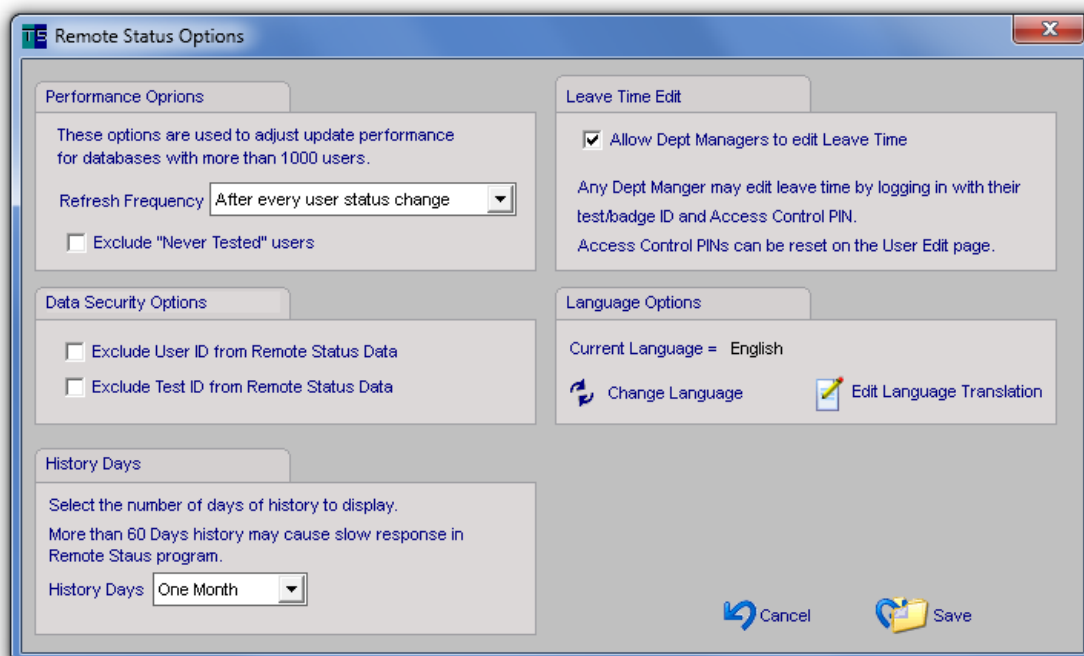 TS Remote Status Options
Performance Oprions
These options are used to adjust update performance
for databases with more than 1000 users.
Refresh Frequency After every user status change
Exclude "Never Tested" users
Data Security Options
Exclude User ID from Remote Status Data
Exclude Test ID from Remote Status Data
History Days
Select the number of days of history to display.
More than 60 Days history may cause slow response in
Remote Staus program.
History Days One Month
Leave Time Edit
Allow Dept Managers to edit Leave Time
Any Dept Manger may edit leave time by logging in with their
test/badge ID and Access Control PIN.
Access Control PINs can be reset on the User Edit page.
Language Options
Current Language = English
Change Language Edit Language Translation
Cancel Save